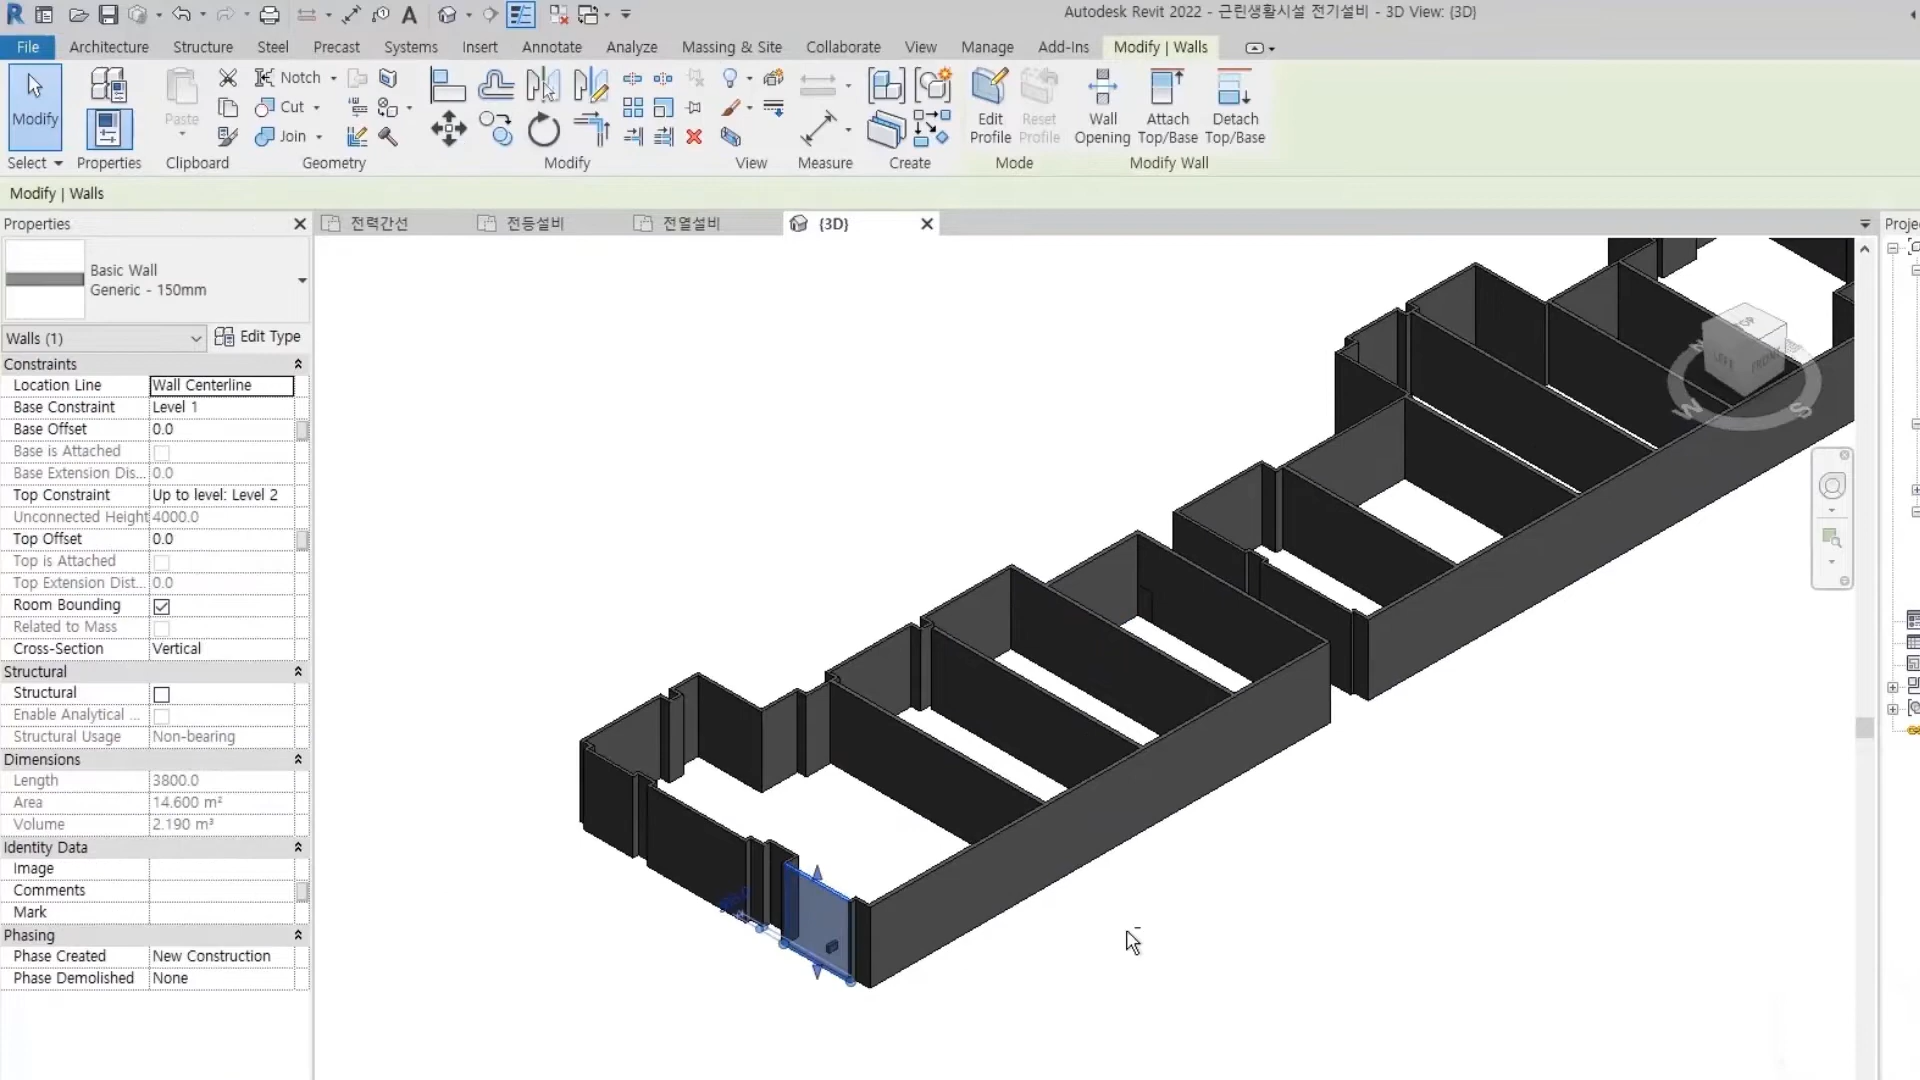 Autodesk Revit 2022 - 근린생활시설 전기설비 - 3D View: {3D}
File Architecture Structure Steel Precast Systems Insert Annotate Analyze Massing & Site Collaborate View Manage Add-Ins Modify | Walls
Modify
Paste
Notch
Cut
Join
Edit Profile
Reset Profile
Wall Opening
Attach Top/Base
Detach Top/Base
Select Properties Clipboard Geometry Modify View Measure Create Mode Modify Wall
Modify | Walls
Properties
전력간선 전등설비 전열설비 {3D}
Basic Wall
Generic - 150mm
Walls (1) Edit Type
Constraints
Location Line Wall Centerline
Base Constraint Level 1
Base Offset 0.0
Base is Attached
Base Extension Dis... 0.0
Top Constraint Up to level: Level 2
Unconnected Height 4000.0
Top Offset 0.0
Top is Attached
Top Extension Dist... 0.0
Room Bounding
Related to Mass
Cross-Section Vertical
Structural
Structural
Enable Analytical ...
Structural Usage Non-bearing
Dimensions
Length 3800.0
Area 14.600 m²
Volume 2.190 m³
Identity Data
Image
Comments
Mark
Phasing
Phase Created New Construction
Phase Demolished None
Projec
TOP
LEFT
FRONT
W
S